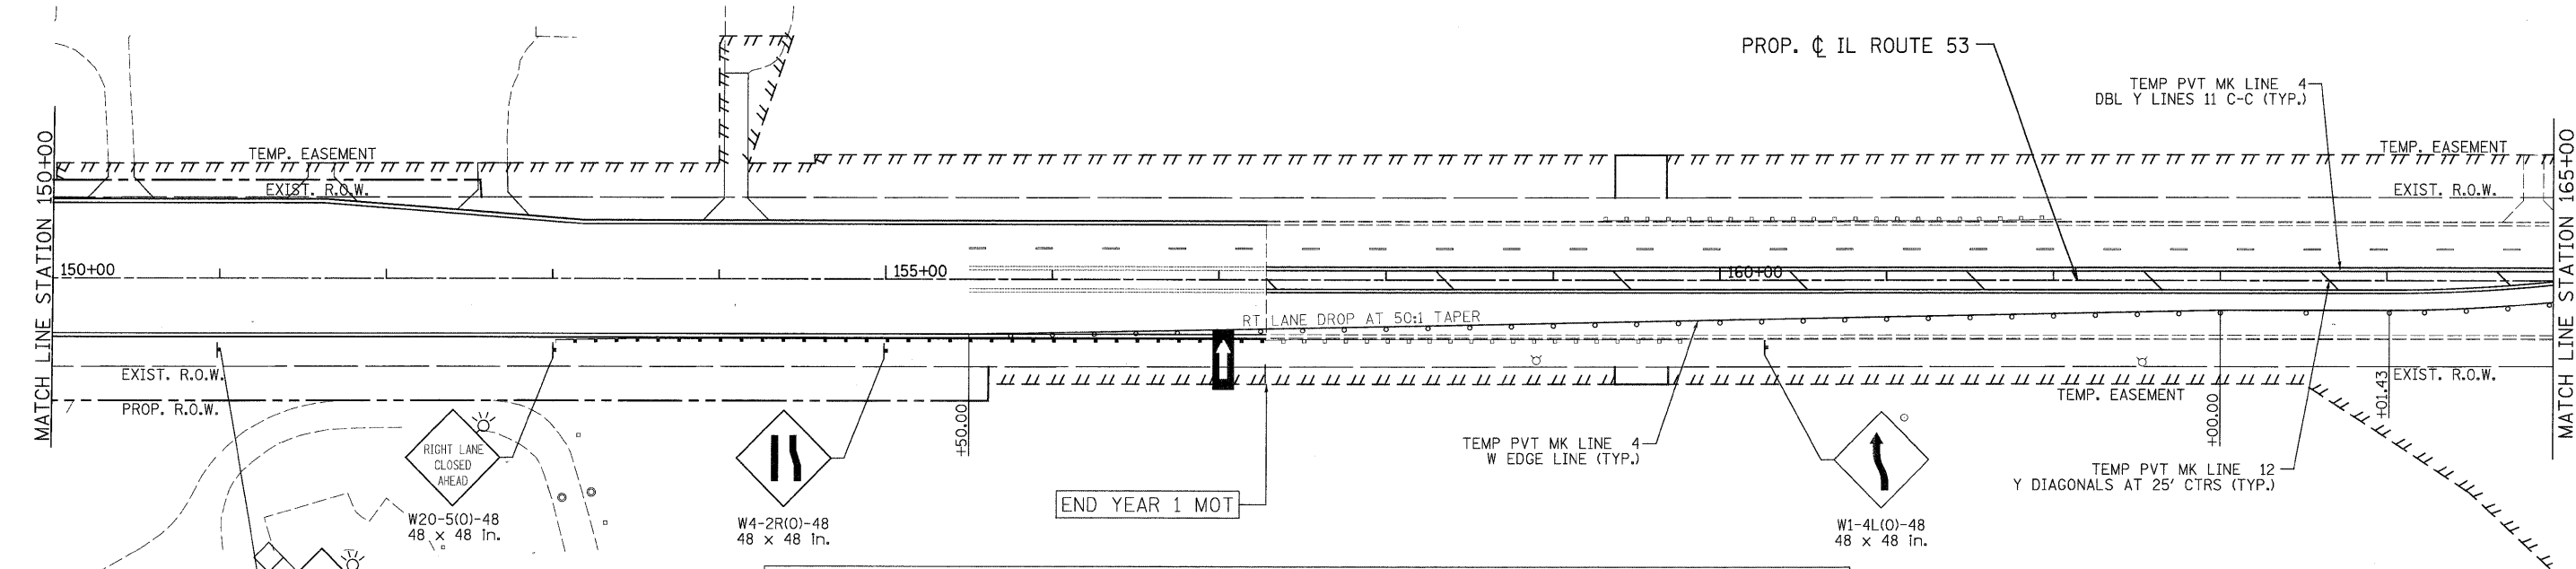 PROP. ℄ IL ROUTE 53
TEMP PVT MK LINE 4
DBL Y LINES 11 C-C (TYP.)
MATCH LINE STATION 150+00
TEMP. EASEMENT
EXIST. R.O.W.
TEMP. EASEMENT
EXIST. R.O.W.
MATCH LINE STATION 165+00
150+00
155+00
160+00
RT LANE DROP AT 50:1 TAPER
EXIST. R.O.W.
PROP. R.O.W.
EXIST. R.O.W.
TEMP. EASEMENT
+50.00
+00.00
+01.43
RIGHT LANE
CLOSED
AHEAD
W20-5(O)-48
48 x 48 in.
W4-2R(O)-48
48 x 48 in.
END YEAR 1 MOT
TEMP PVT MK LINE 4
W EDGE LINE (TYP.)
W1-4L(O)-48
48 x 48 in.
TEMP PVT MK LINE 12
Y DIAGONALS AT 25' CTRS (TYP.)